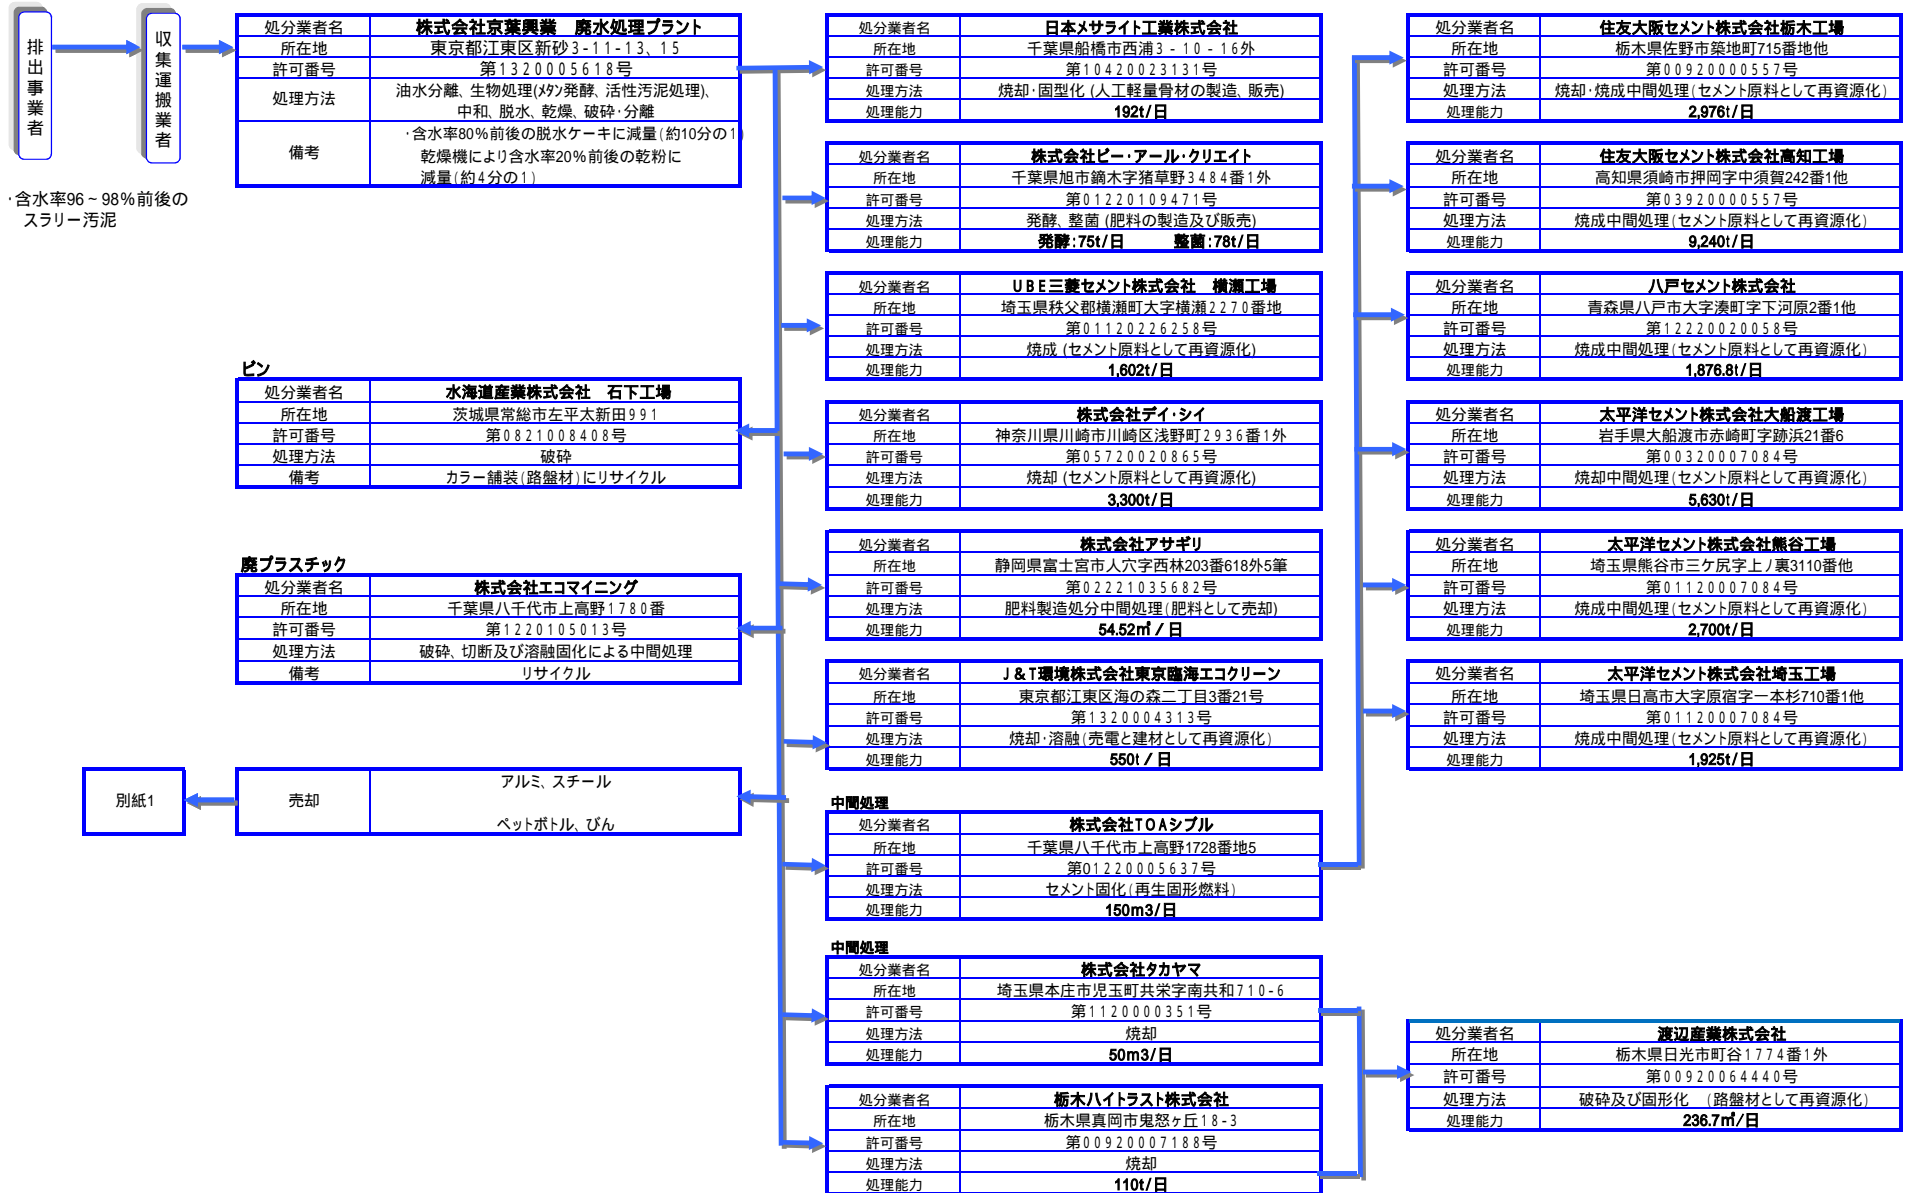 排出事業者
収集運搬業者
・含水率96~98%前後の
スラリー汚泥
処分業者名 株式会社京葉興業 廃水処理プラント
所在地 東京都江東区新砂3-11-13、15
許可番号 第1320005618号
処理方法 油水分離、生物処理(メタン発酵、活性汚泥処理)、
中和、脱水、乾燥、破砕・分離
備考 ・含水率80%前後の脱水ケーキに減量(約10分の1)
乾燥機により含水率20%前後の乾粉に
減量(約4分の1)
ビン
処分業者名 水海道産業株式会社 石下工場
所在地 茨城県常総市左平太新田991
許可番号 第0821008408号
処理方法 破砕
備考 カラー舗装(路盤材)にリサイクル
廃プラスチック
処分業者名 株式会社エコマイニング
所在地 千葉県八千代市上高野1780番
許可番号 第1220105013号
処理方法 破砕、切断及び溶融固化による中間処理
備考 リサイクル
別紙1
売却 アルミ、スチール
ペットボトル、びん
処分業者名 日本メサライト工業株式会社
所在地 千葉県船橋市西浦3-10-16外
許可番号 第10420023131号
処理方法 焼却・固型化(人工軽量骨材の製造、販売)
処理能力 192t/日
処分業者名 株式会社ピー・アール・クリエイト
所在地 千葉県旭市鏑木字猪草野3484番1外
許可番号 第01220109471号
処理方法 発酵、整菌(肥料の製造及び販売)
処理能力 発酵:75t/日 整菌:78t/日
処分業者名 UBE三菱セメント株式会社 横瀬工場
所在地 埼玉県秩父郡横瀬町大字横瀬2270番地
許可番号 第01120226258号
処理方法 焼成(セメント原料として再資源化)
処理能力 1,602t/日
処分業者名 株式会社デイ・シイ
所在地 神奈川県川崎市川崎区浅野町2936番1外
許可番号 第05720020865号
処理方法 焼却(セメント原料として再資源化)
処理能力 3,300t/日
処分業者名 株式会社アサギリ
所在地 静岡県富士宮市人穴字西林203番618外5筆
許可番号 第02221035682号
処理方法 肥料製造処分中間処理(肥料として売却)
処理能力 54.52㎥/日
処分業者名 J&T環境株式会社東京臨海エコクリーン
所在地 東京都江東区海の森二丁目3番21号
許可番号 第1320004313号
処理方法 焼却・溶融(売電と建材として再資源化)
処理能力 550t/日
中間処理
処分業者名 株式会社TOAシブル
所在地 千葉県八千代市上高野1728番地5
許可番号 第01220005637号
処理方法 セメント固化(再生固形燃料)
処理能力 150m3/日
中間処理
処分業者名 株式会社タカヤマ
所在地 埼玉県本庄市児玉町共栄字南共和710-6
許可番号 第1120000351号
処理方法 焼却
処理能力 50m3/日
処分業者名 栃木ハイトラスト株式会社
所在地 栃木県真岡市鬼怒ヶ丘18-3
許可番号 第00920007188号
処理方法 焼却
処理能力 110t/日
処分業者名 住友大阪セメント株式会社栃木工場
所在地 栃木県佐野市築地町715番地他
許可番号 第00920000557号
処理方法 焼却・焼成中間処理(セメント原料として再資源化)
処理能力 2,976t/日
処分業者名 住友大阪セメント株式会社高知工場
所在地 高知県須崎市押岡字中須賀242番1他
許可番号 第03920000557号
処理方法 焼成中間処理(セメント原料として再資源化)
処理能力 9,240t/日
処分業者名 八戸セメント株式会社
所在地 青森県八戸市大字湊町字下河原2番1他
許可番号 第12220020058号
処理方法 焼成中間処理(セメント原料として再資源化)
処理能力 1,876.8t/日
処分業者名 太平洋セメント株式会社大船渡工場
所在地 岩手県大船渡市赤崎町字跡浜21番6
許可番号 第00320007084号
処理方法 焼却中間処理(セメント原料として再資源化)
処理能力 5,630t/日
処分業者名 太平洋セメント株式会社熊谷工場
所在地 埼玉県熊谷市三ケ尻字上ノ裏3110番他
許可番号 第01120007084号
処理方法 焼成中間処理(セメント原料として再資源化)
処理能力 2,700t/日
処分業者名 太平洋セメント株式会社埼玉工場
所在地 埼玉県日高市大字原宿字一本杉710番1他
許可番号 第01120007084号
処理方法 焼成中間処理(セメント原料として再資源化)
処理能力 1,925t/日
処分業者名 渡辺産業株式会社
所在地 栃木県日光市町谷1774番1外
許可番号 第00920064440号
処理方法 破砕及び固形化 (路盤材として再資源化)
処理能力 236.7㎥/日